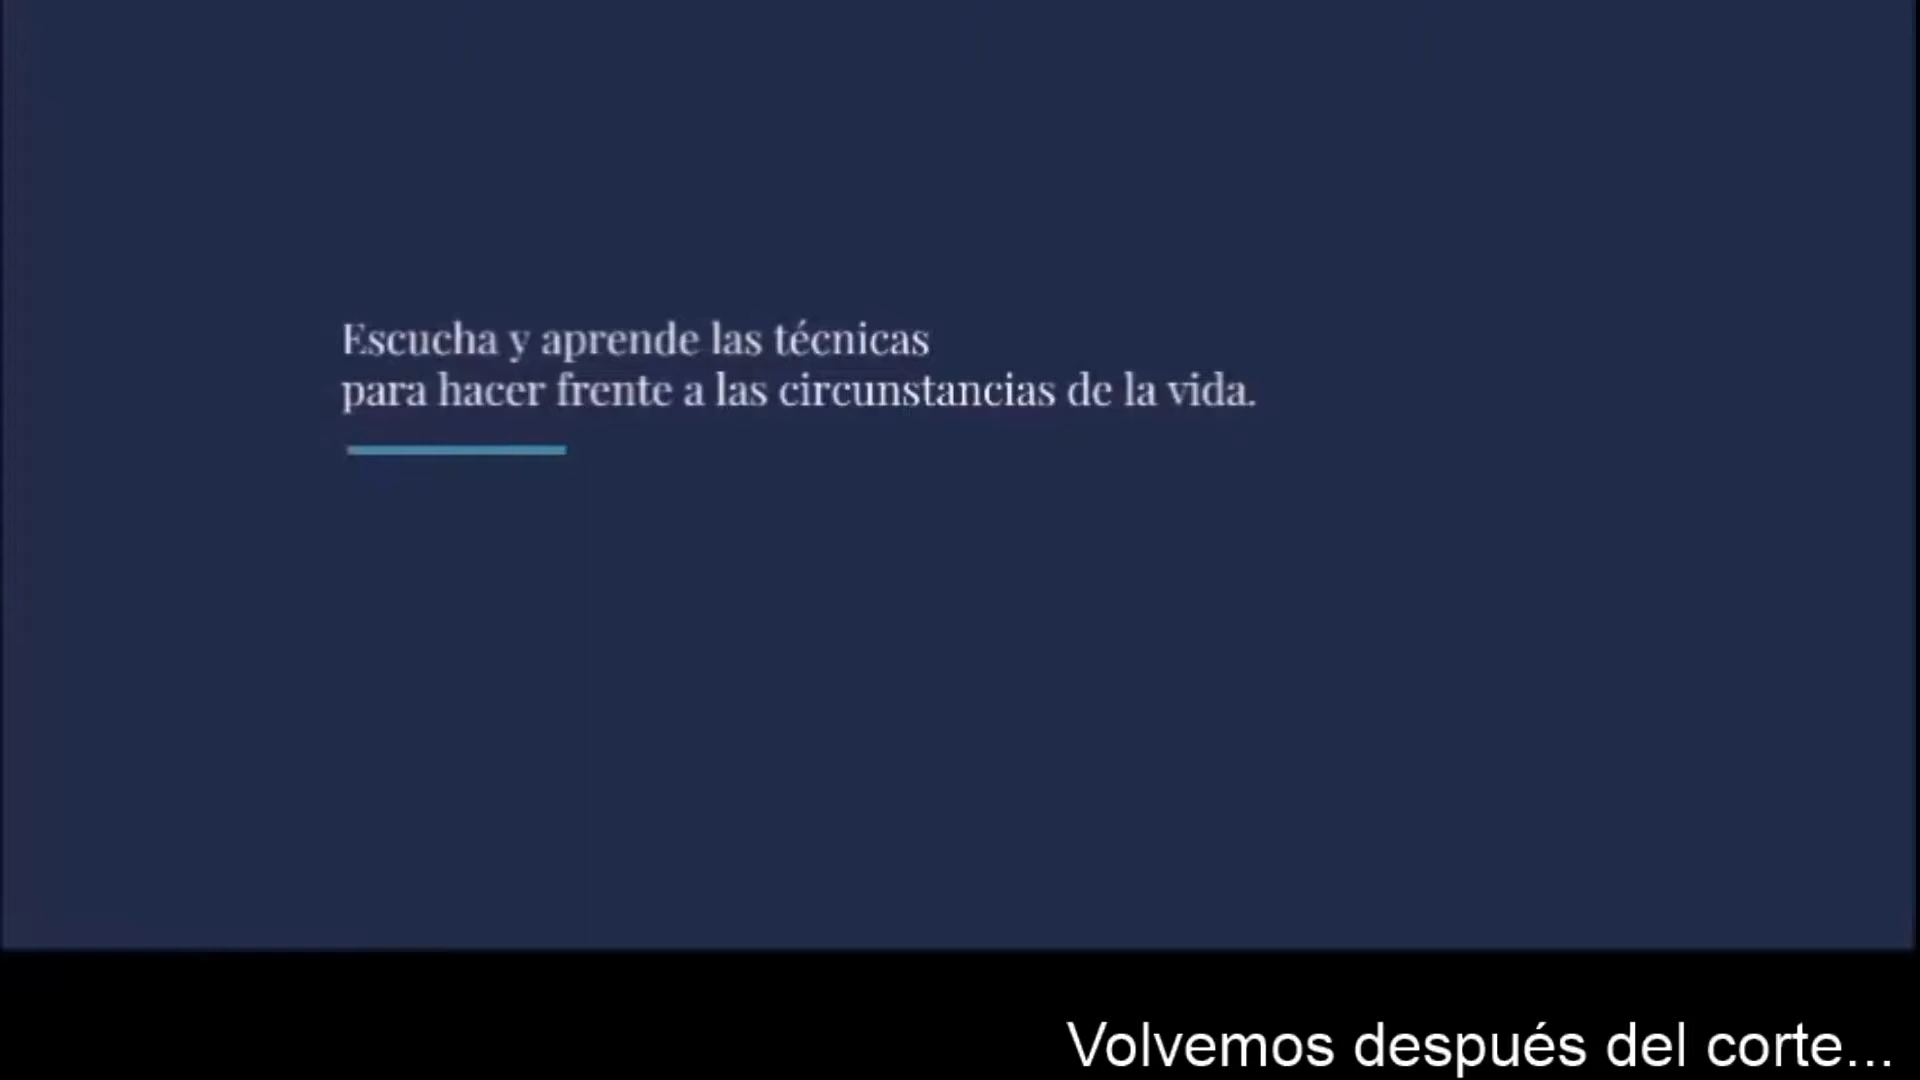 Escucha y aprende las técnicas
para hacer frente a las circunstancias de la vida.
Volvemos después del corte...